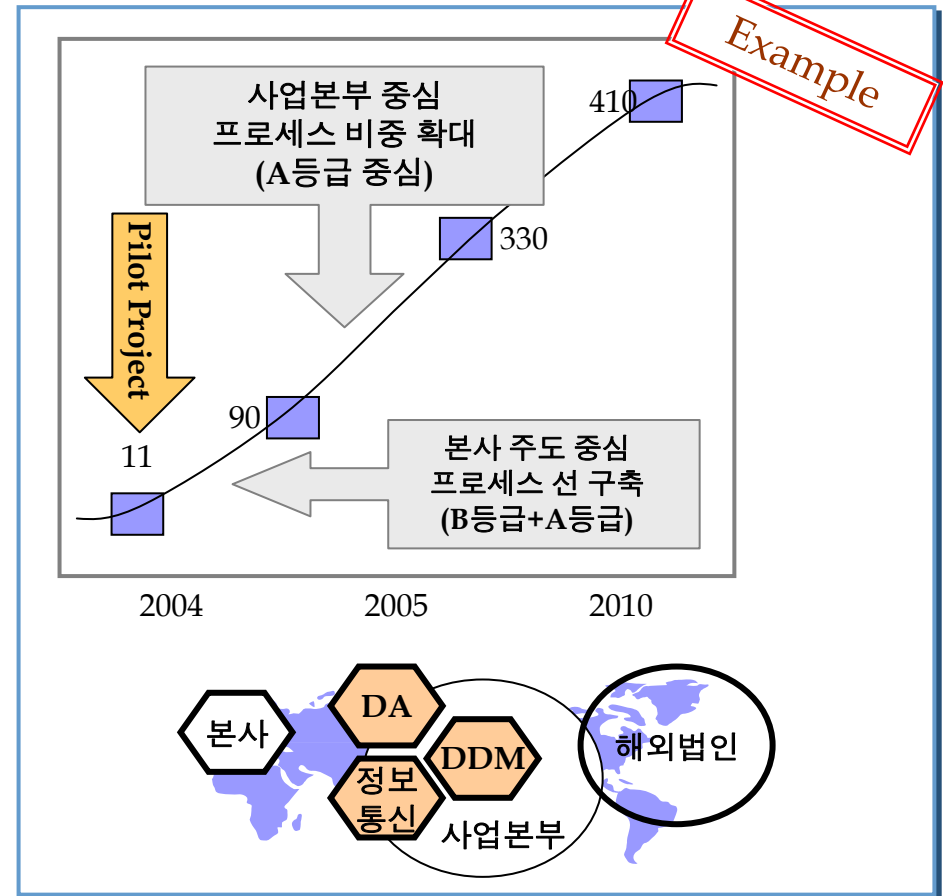 Example
사업본부 중심
프로세스 비중 확대
(A등급 중심)
410
330
Pilot Project
11
90
본사 주도 중심
프로세스 선 구축
(B등급+A등급)
2004 2005 2010
본사
DA
DDM
정보
통신
사업본부
해외법인